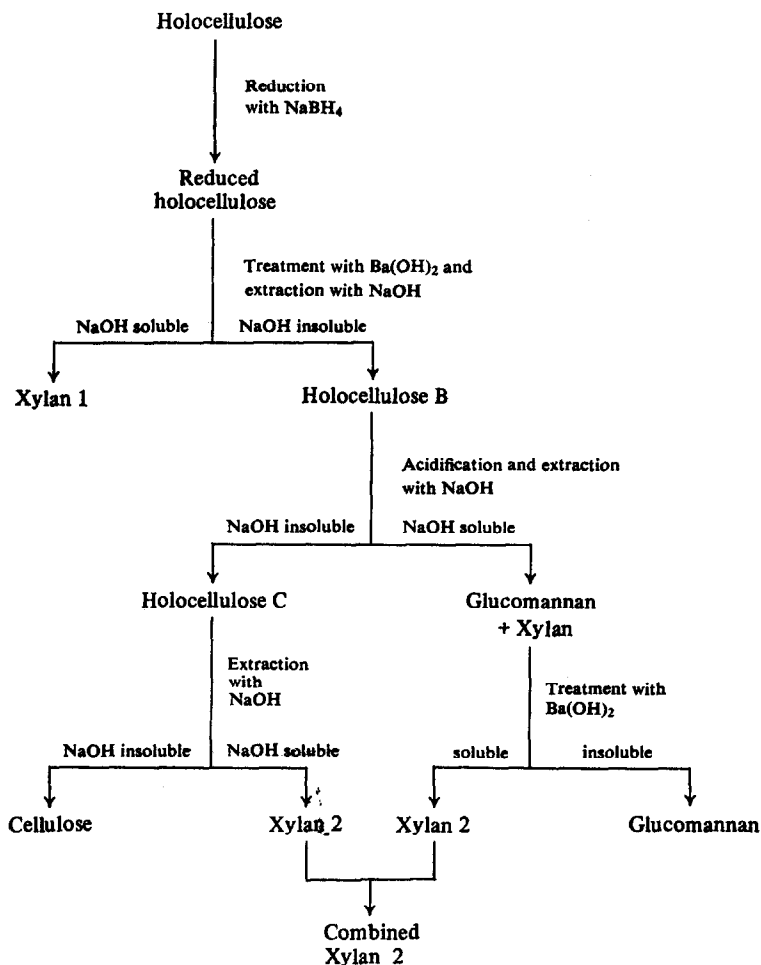 Holocellulose
Reduction
with NaBH₄
Reduced
holocellulose
Treatment with Ba(OH)₂ and
extraction with NaOH
NaOH soluble NaOH insoluble
Xylan 1 Holocellulose B
Acidification and extraction
with NaOH
NaOH insoluble NaOH soluble
Holocellulose C Glucomannan
+ Xylan
Extraction
with
NaOH
Treatment with
Ba(OH)₂
NaOH insoluble NaOH soluble soluble insoluble
Cellulose Xylan 2 Xylan 2 Glucomannan
Combined
Xylan 2